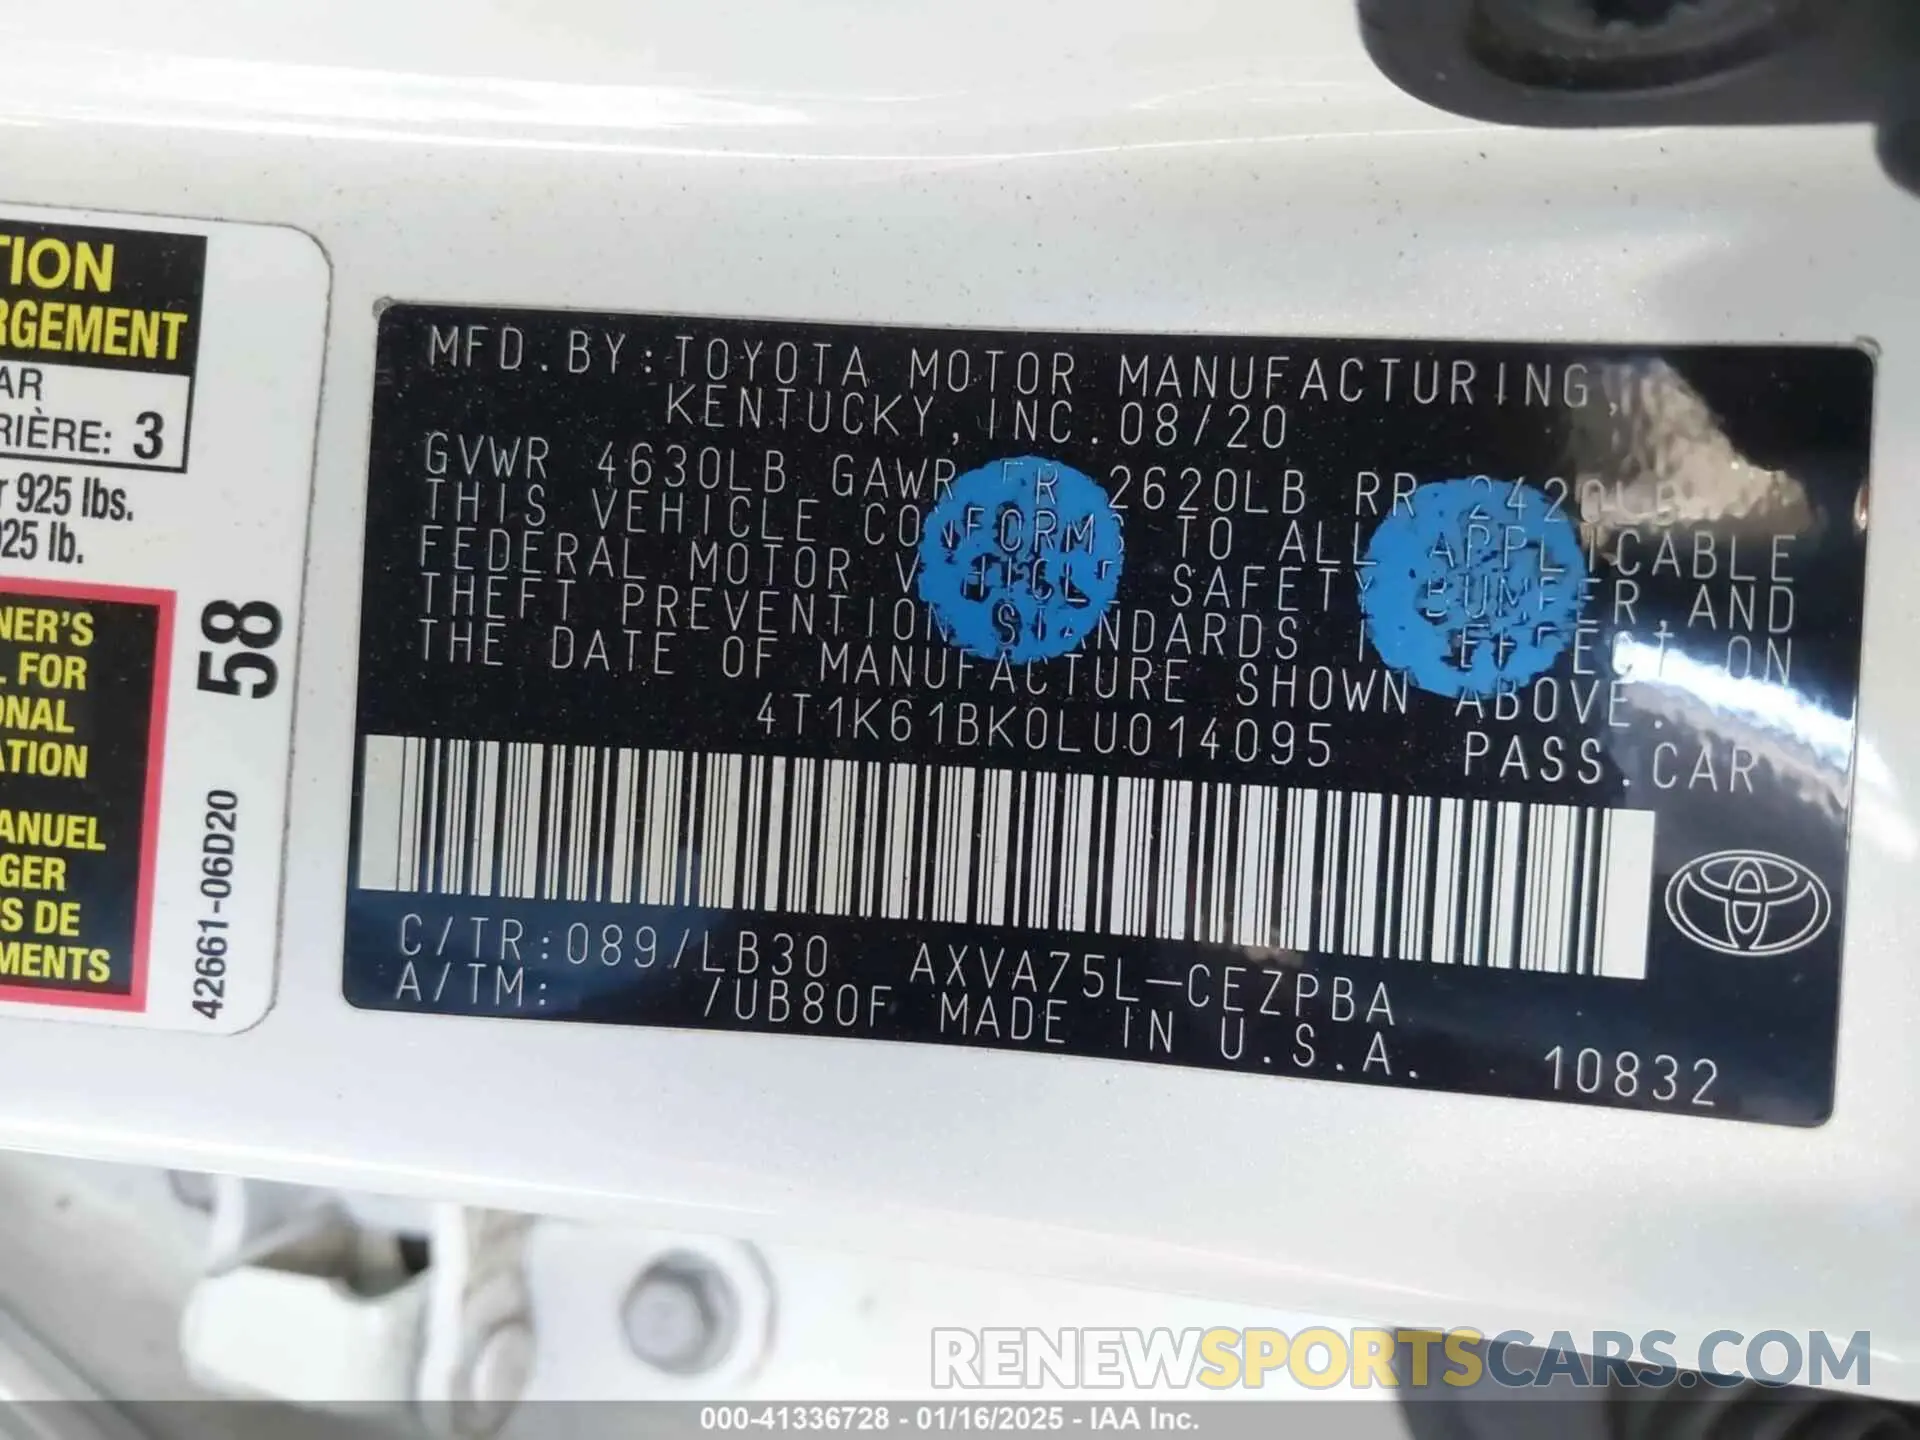 TION
RGEMENT
AR
RIÈRE: 3
r 925 lbs.
925 lb.
NER'S
L FOR
ONAL
ATION
ANUEL
GER
S DE
MENTS
58
42661-06D20
MFD.BY:TOYOTA MOTOR MANUFACTURING,
KENTUCKY,INC.08/20
GVWR 4630LB GAWR FR 2620LB RR 2420LB
THIS VEHICLE CONFORMS TO ALL APPLICABLE
FEDERAL MOTOR VEHICLE SAFETY BUMPER,AND
THEFT PREVENTION STANDARDS IN EFFECT ON
THE DATE OF MANUFACTURE SHOWN ABOVE.
4T1K61BK0LU014095 PASS.CAR
C/TR:089/LB30 AXVA75L-CEZPBA
A/TM: /UB80F MADE IN U.S.A. 10832
RENEWSPORTSCARS.COM
000-41336728 - 01/16/2025 - IAA Inc.